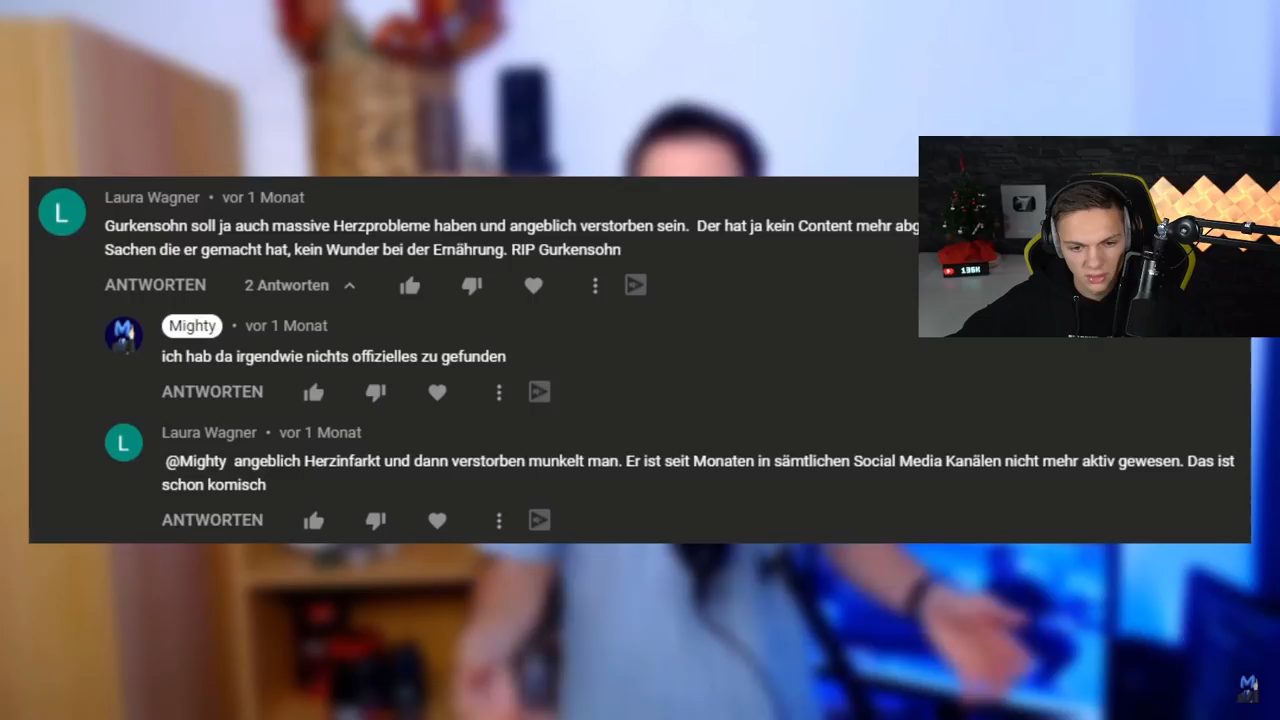 Laura Wagner • vor 1 Monat
Gurkensohn soll ja auch massive Herzprobleme haben und angeblich verstorben sein. Der hat ja kein Content mehr
Sachen die er gemacht hat, kein Wunder bei der Ernährung. RIP Gurkensohn
ANTWORTEN 2 Antworten
Mighty • vor 1 Monat
ich hab da irgendwie nichts offizielles zu gefunden
ANTWORTEN
Laura Wagner • vor 1 Monat
@Mighty angeblich Herzinfarkt und dann verstorben munkelt man. Er ist seit Monaten in sämtlichen Social Media Kanälen nicht mehr aktiv gewesen. Das ist
schon komisch
ANTWORTEN
L
L
136K
M